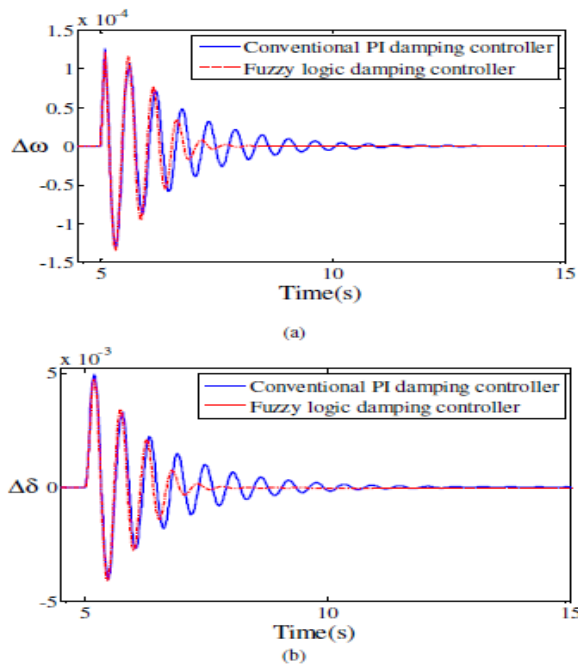 x 10⁻⁴
1.5
1
0.5
0
-0.5
-1
-1.5
Δω
Conventional PI damping controller
Fuzzy logic damping controller
5 10 15
Time(s)
(a)
x 10⁻³
5
0
-5
Δδ
Conventional PI damping controller
Fuzzy logic damping controller
5 10 15
Time(s)
(b)